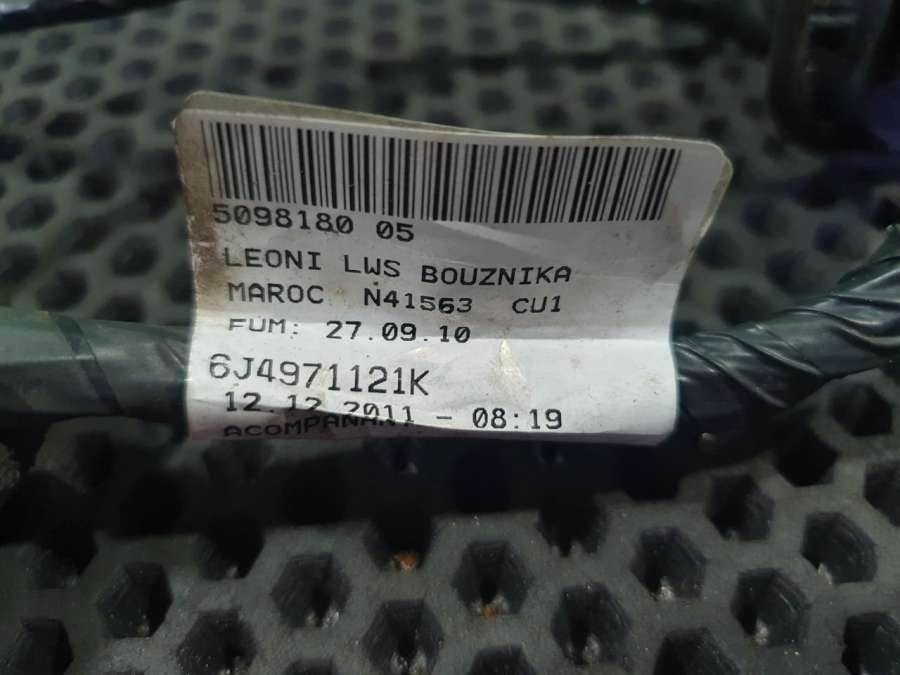 5098180 05
LEONI LWS BOUZNIKA
MAROC N41563 CU1
FUM: 27.09.10
6J4971121K
12.12.2011 - 08:19